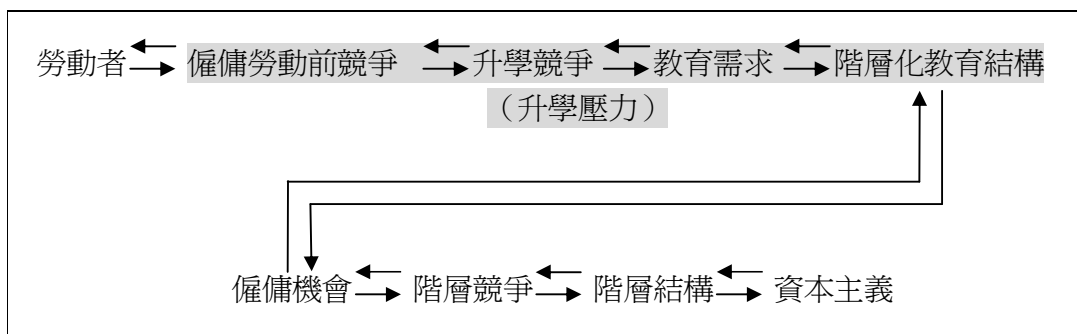 勞動者 僱傭勞動前競爭 升學競爭 教育需求 階層化教育結構
（升學壓力）
僱傭機會 階層競爭 階層結構 資本主義